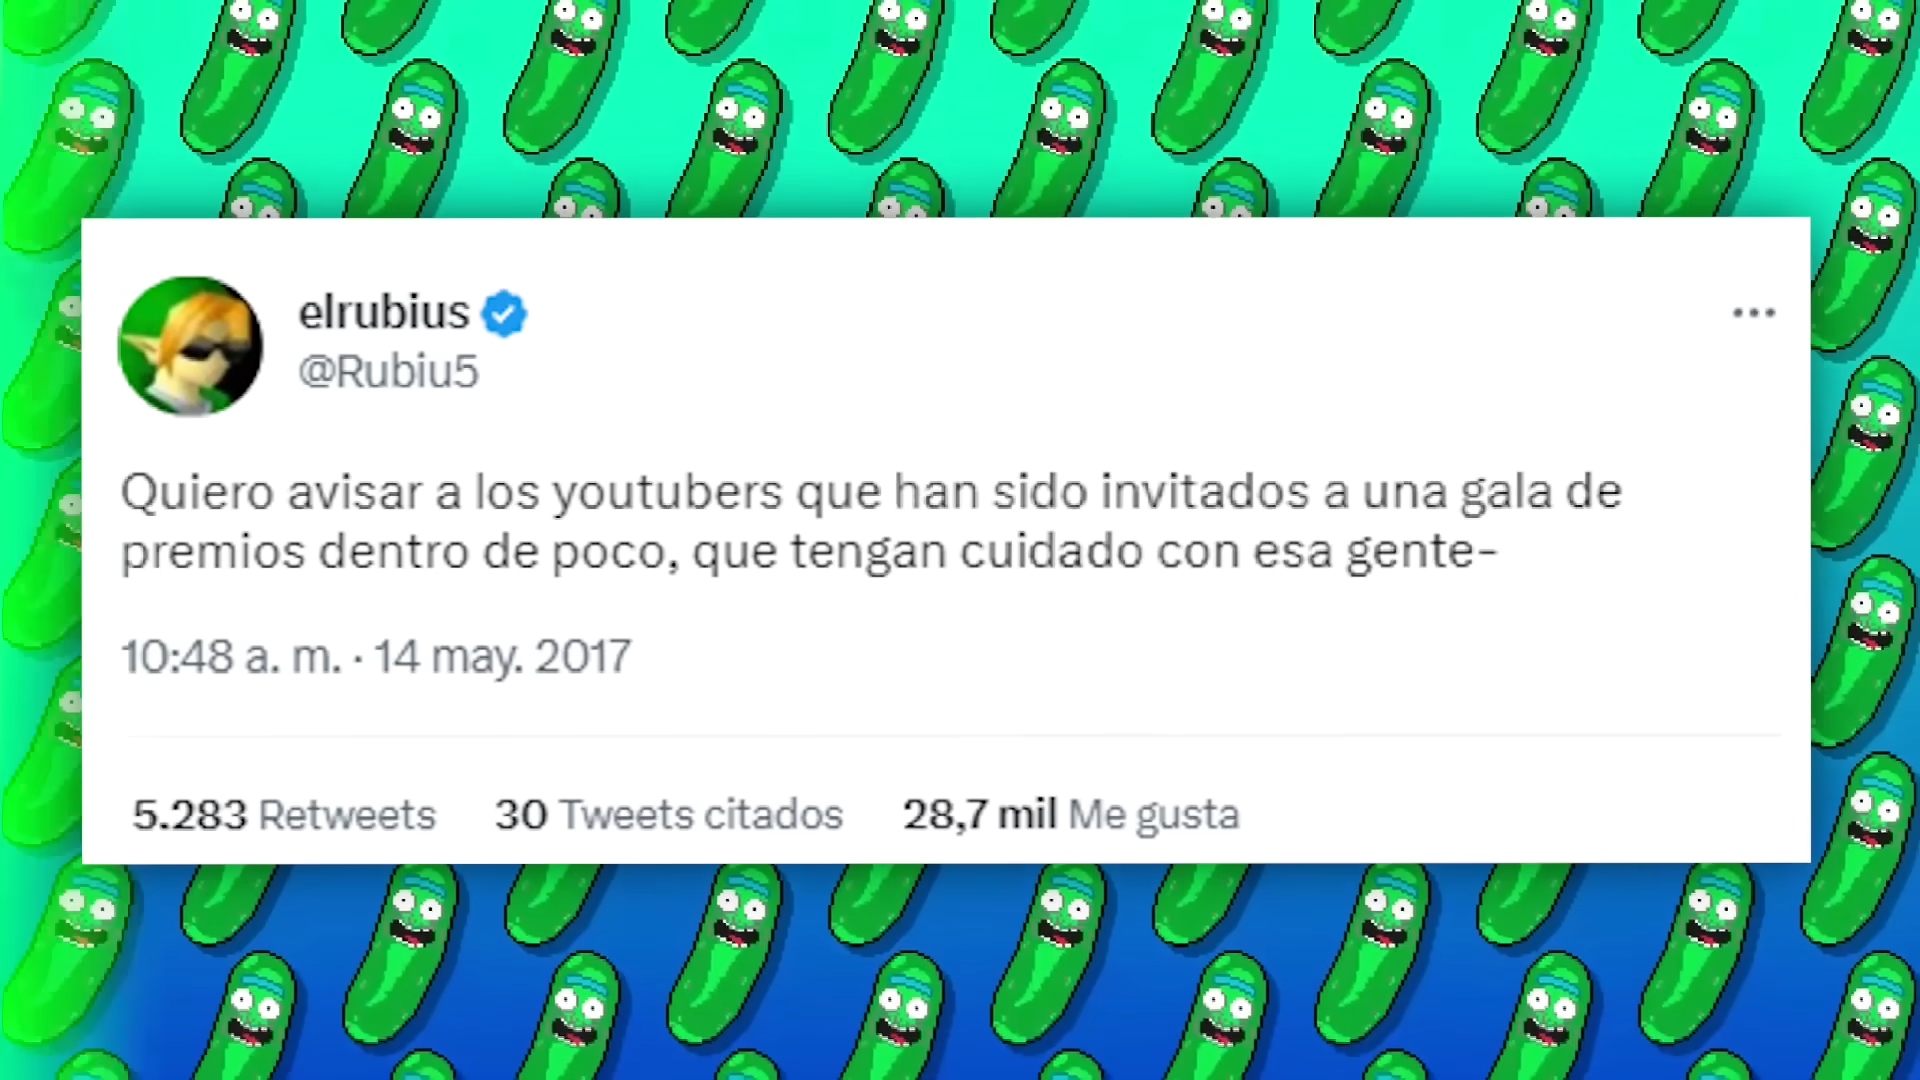 elrubius
@Rubiu5
Quiero avisar a los youtubers que han sido invitados a una gala de
premios dentro de poco, que tengan cuidado con esa gente-
10:48 a. m. · 14 may. 2017
5.283 Retweets 30 Tweets citados 28,7 mil Me gusta